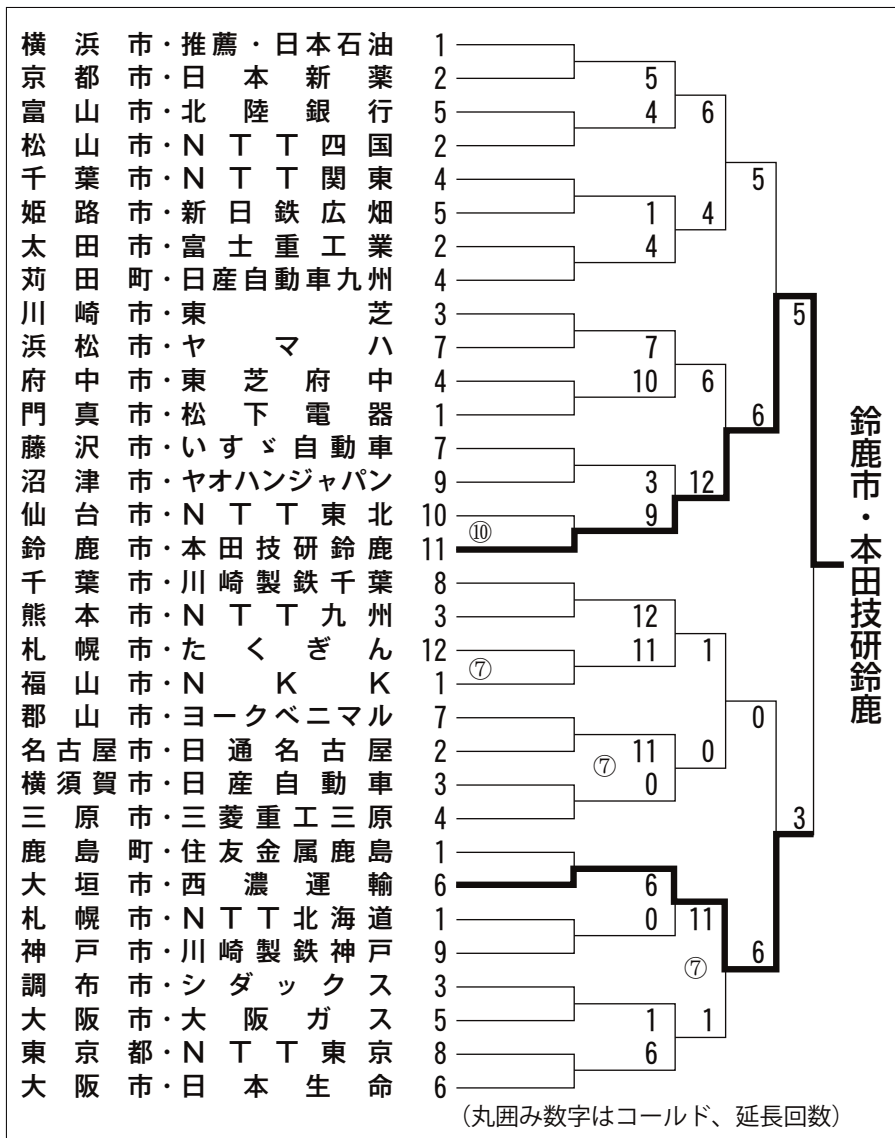 横浜市・推薦・日本石油 1
京都市・日本新薬 2
富山市・北陸銀行 5
松山市・NTT四国 2
千葉市・NTT関東 4
姫路市・新日鉄広畑 5
太田市・富士重工業 2
苅田町・日産自動車九州 4
川崎市・東芝 3
浜松市・ヤマハ 7
府中市・東芝府中 4
門真市・松下電器 1
藤沢市・いすゞ自動車 7
沼津市・ヤオハンジャパン 9
仙台市・NTT東北 10
鈴鹿市・本田技研鈴鹿 11
千葉市・川崎製鉄千葉 8
熊本市・NTT九州 3
札幌市・たくぎん 12
福山市・NKK 1
郡山市・ヨークベニマル 7
名古屋市・日通名古屋 2
横須賀市・日産自動車 3
三原市・三菱重工三原 4
鹿島町・住友金属鹿島 1
大垣市・西濃運輸 6
札幌市・NTT北海道 1
神戸市・川崎製鉄神戸 9
調布市・シダックス 3
大阪市・大阪ガス 5
東京都・NTT東京 8
大阪市・日本生命 6
⑩
⑦
5
4
1
4
7
10
3
9
12
11
11
0
⑦
6
0
1
6
6
4
6
12
1
0
11
1
⑦
5
6
0
6
5
3
鈴鹿市・本田技研鈴鹿
(丸囲み数字はコールド、延長回数)